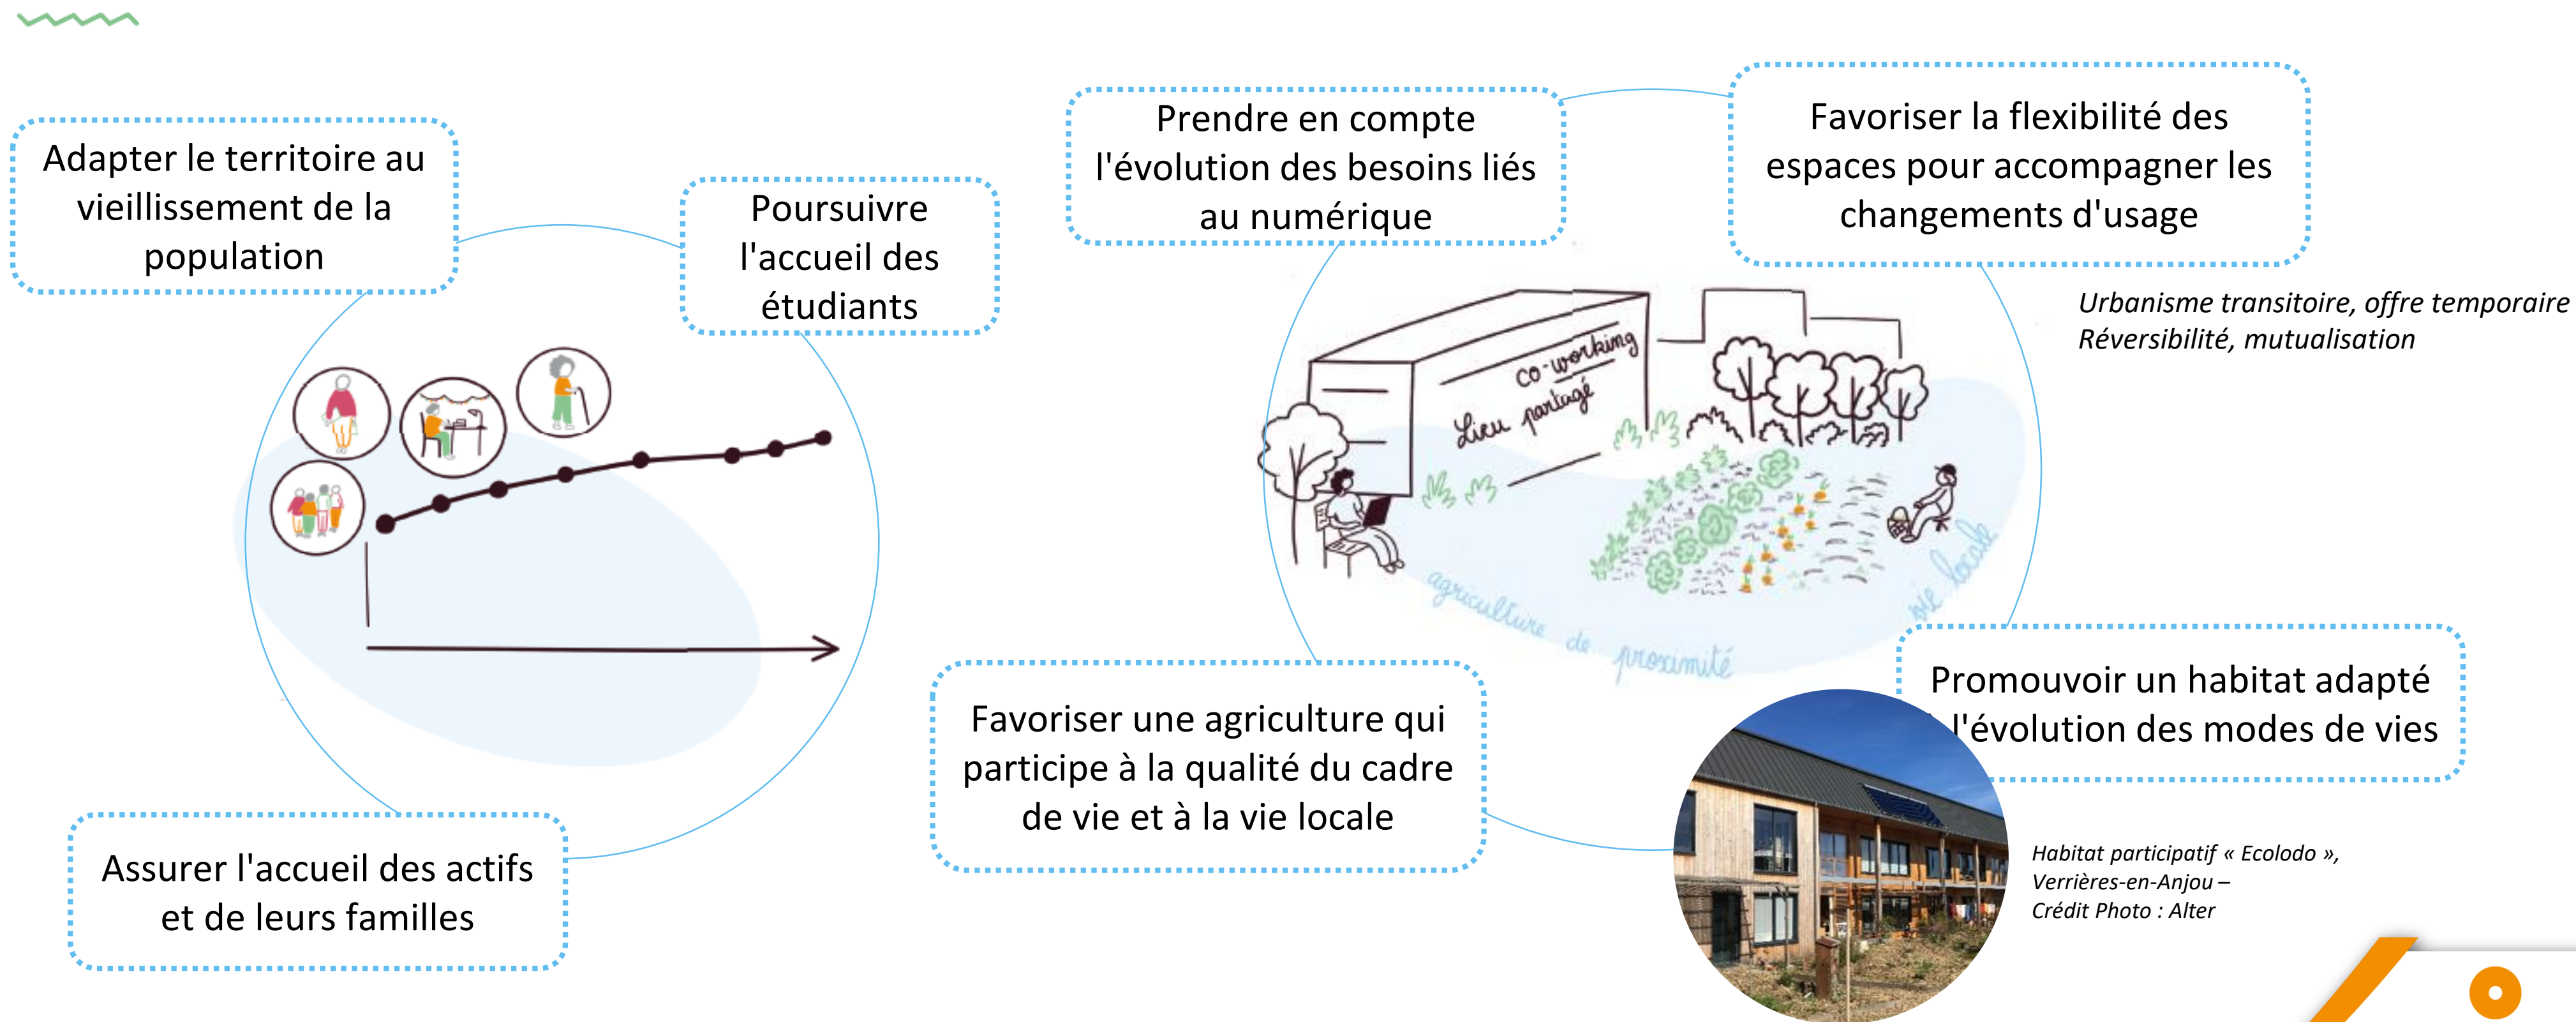 Adapter le territoire au
vieillissement de la
population
Poursuivre
l'accueil des
étudiants
Assurer l'accueil des actifs
et de leurs familles
Prendre en compte
l'évolution des besoins liés
au numérique
Favoriser la flexibilité des
espaces pour accompagner les
changements d'usage
Urbanisme transitoire, offre temporaire
Réversibilité, mutualisation
co-working
Lieu partagé
agriculture de proximité
vie locale
Favoriser une agriculture qui
participe à la qualité du cadre
de vie et à la vie locale
Promouvoir un habitat adapté
l'évolution des modes de vies
Habitat participatif « Ecolodo »,
Verrières-en-Anjou –
Crédit Photo : Alter